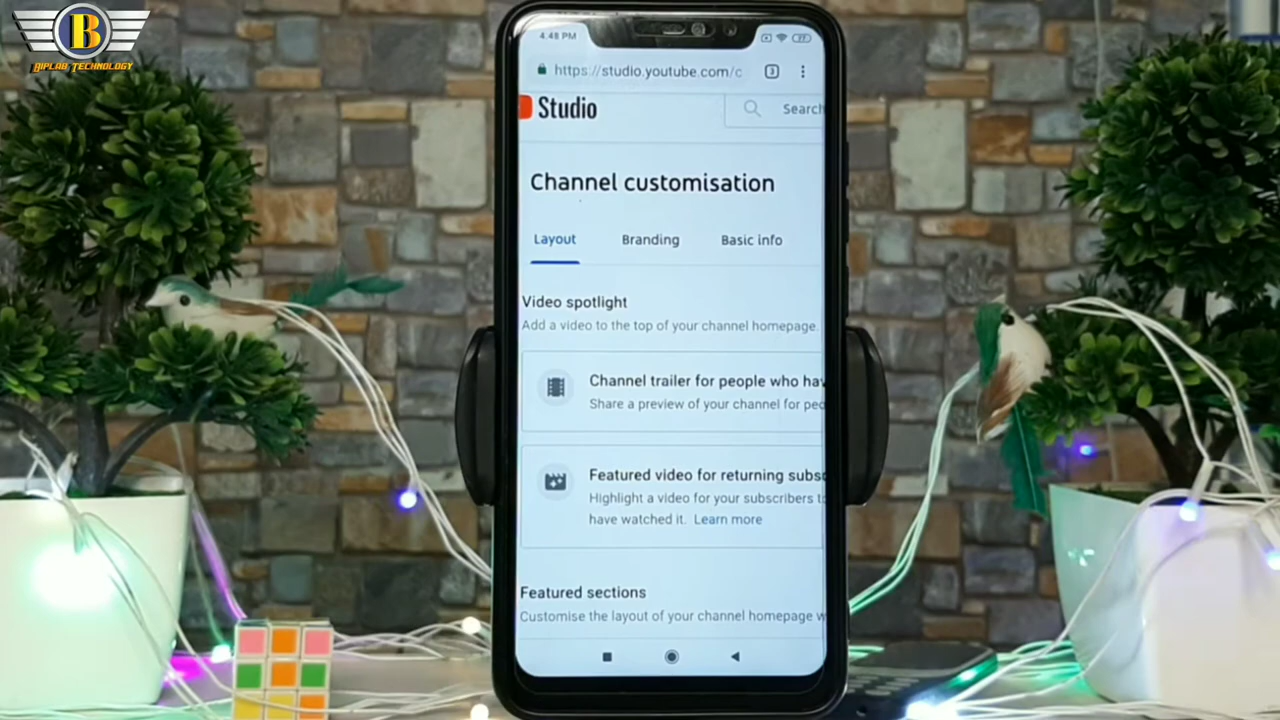 B
BIPLAB TECHNOLOGY
4:48 PM
27
https://studio.youtube.com/c
3
Studio
Search
Channel customisation
Layout
Branding
Basic info
Video spotlight
Add a video to the top of your channel homepage.
Channel trailer for people who hav
Share a preview of your channel for peo
Featured video for returning subsc
Highlight a video for your subscribers to
have watched it. Learn more
Featured sections
Customise the layout of your channel homepage w